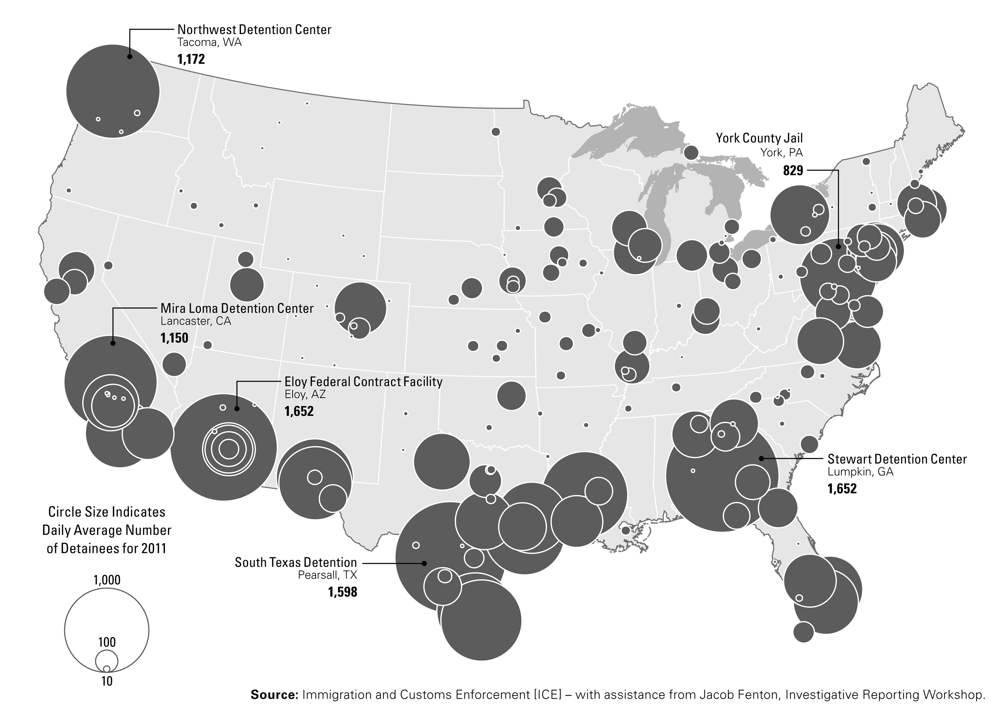 Northwest Detention Center
Tacoma, WA
1,172
York County Jail
York, PA
829
Mira Loma Detention Center
Lancaster, CA
1,150
Eloy Federal Contract Facility
Eloy, AZ
1,652
Stewart Detention Center
Lumpkin, GA
1,652
Circle Size Indicates
Daily Average Number
of Detainees for 2011
South Texas Detention
Pearsall, TX
1,598
1,000
100
10
Source: Immigration and Customs Enforcement [ICE] – with assistance from Jacob Fenton, Investigative Reporting Workshop.